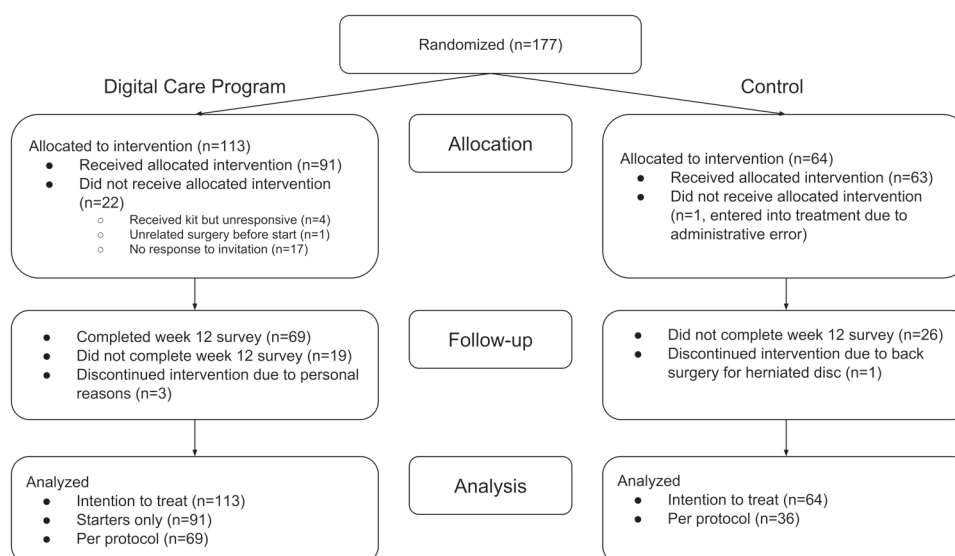 Randomized (n=177)
Digital Care Program
Control
Allocated to intervention (n=113)
● Received allocated intervention (n=91)
● Did not receive allocated intervention
(n=22)
○ Received kit but unresponsive (n=4)
○ Unrelated surgery before start (n=1)
○ No response to invitation (n=17)
Allocation
Allocated to intervention (n=64)
● Received allocated intervention (n=63)
● Did not receive allocated intervention
(n=1, entered into treatment due to
administrative error)
● Completed week 12 survey (n=69)
● Did not complete week 12 survey (n=19)
● Discontinued intervention due to personal
reasons (n=3)
Follow-up
● Did not complete week 12 survey (n=26)
● Discontinued intervention due to back
surgery for herniated disc (n=1)
Analyzed
● Intention to treat (n=113)
● Starters only (n=91)
● Per protocol (n=69)
Analysis
Analyzed
● Intention to treat (n=64)
● Per protocol (n=36)